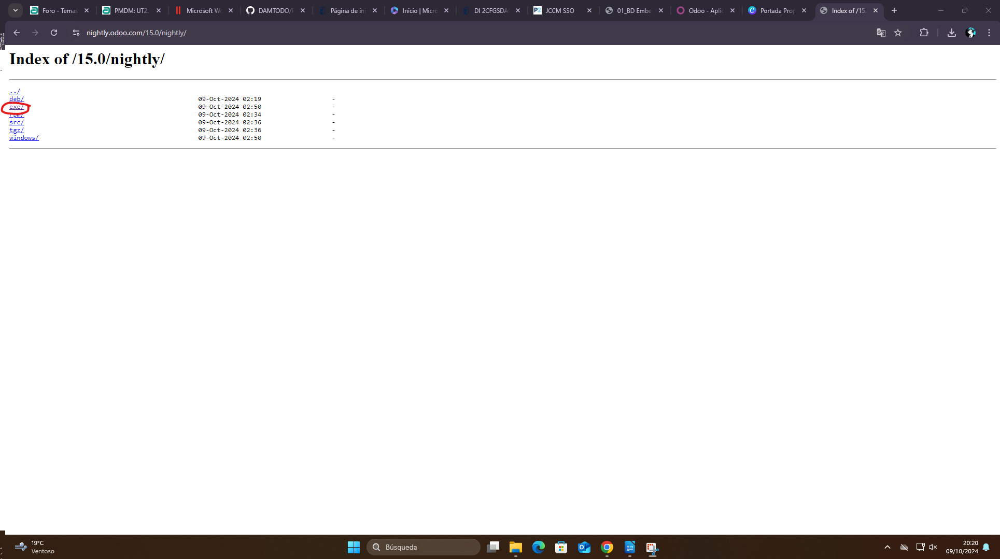 Foro - Temas
PMDM: UT2.
Microsoft Wo
DAMTODO/
Página de ini
Inicio | Micro
DI 2CFGSDA
JCCM SSO
01_BD Embe
Odoo - Aplic
Portada Prop
Index of /15.
nightly.odoo.com/15.0/nightly/
Index of /15.0/nightly/
../
deb/ 09-Oct-2024 02:19 -
exe/ 09-Oct-2024 02:50 -
rpm/ 09-Oct-2024 02:34 -
src/ 09-Oct-2024 02:36 -
tgz/ 09-Oct-2024 02:36 -
windows/ 09-Oct-2024 02:50 -
19°C
Ventoso
Búsqueda
20:20
09/10/2024